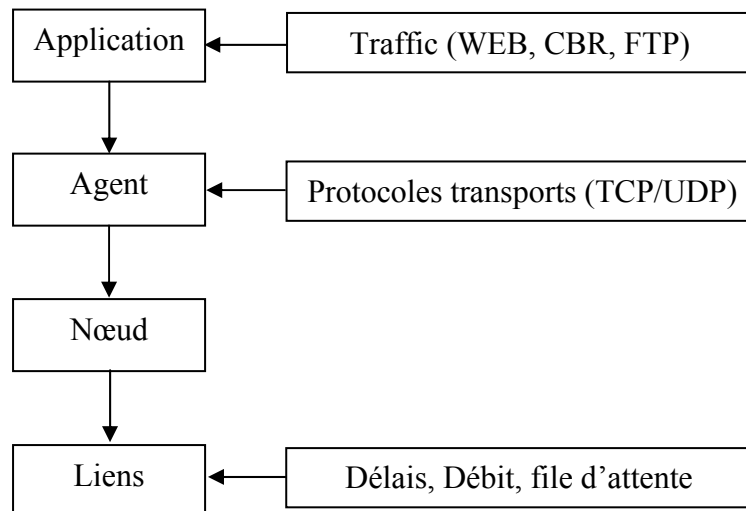 Application
Traffic (WEB, CBR, FTP)
Agent
Protocoles transports (TCP/UDP)
Nœud
Liens
Délais, Débit, file d’attente